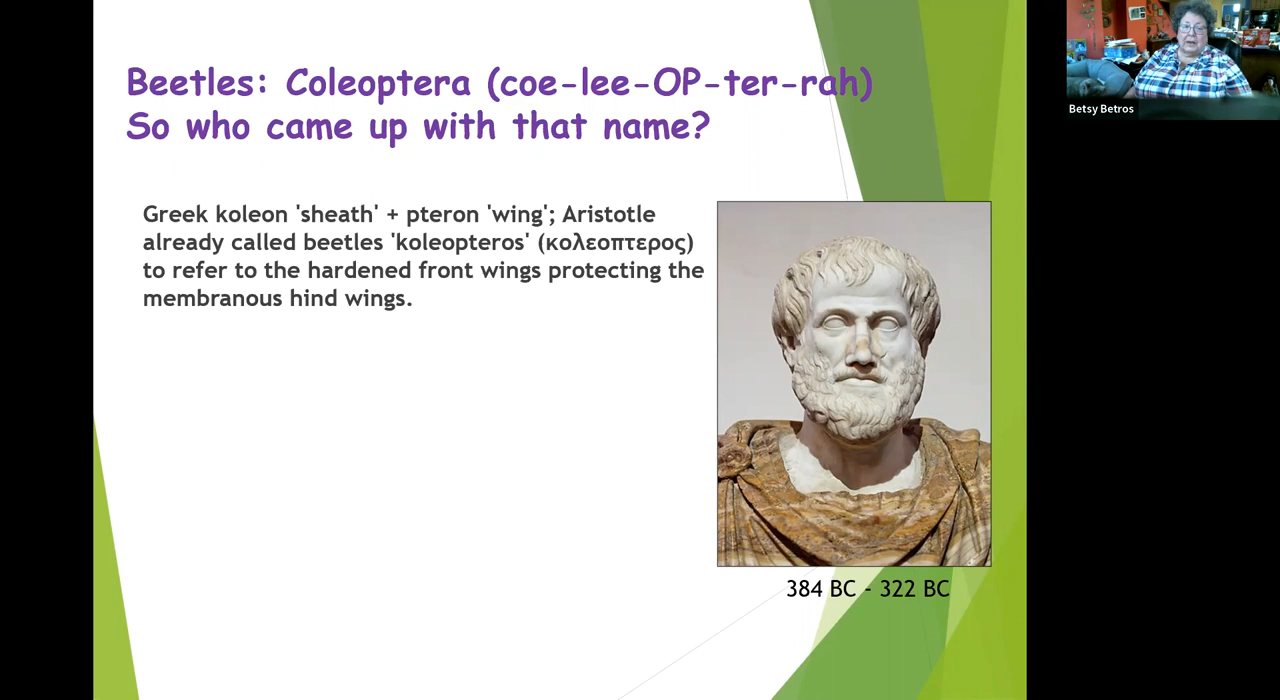 Beetles: Coleoptera (coe-lee-OP-ter-rah)
So who came up with that name?
Greek koleon 'sheath' + pteron 'wing'; Aristotle
already called beetles 'koleopteros' (κολεοπτερος)
to refer to the hardened front wings protecting the
membranous hind wings.
384 BC - 322 BC
Betsy Betros